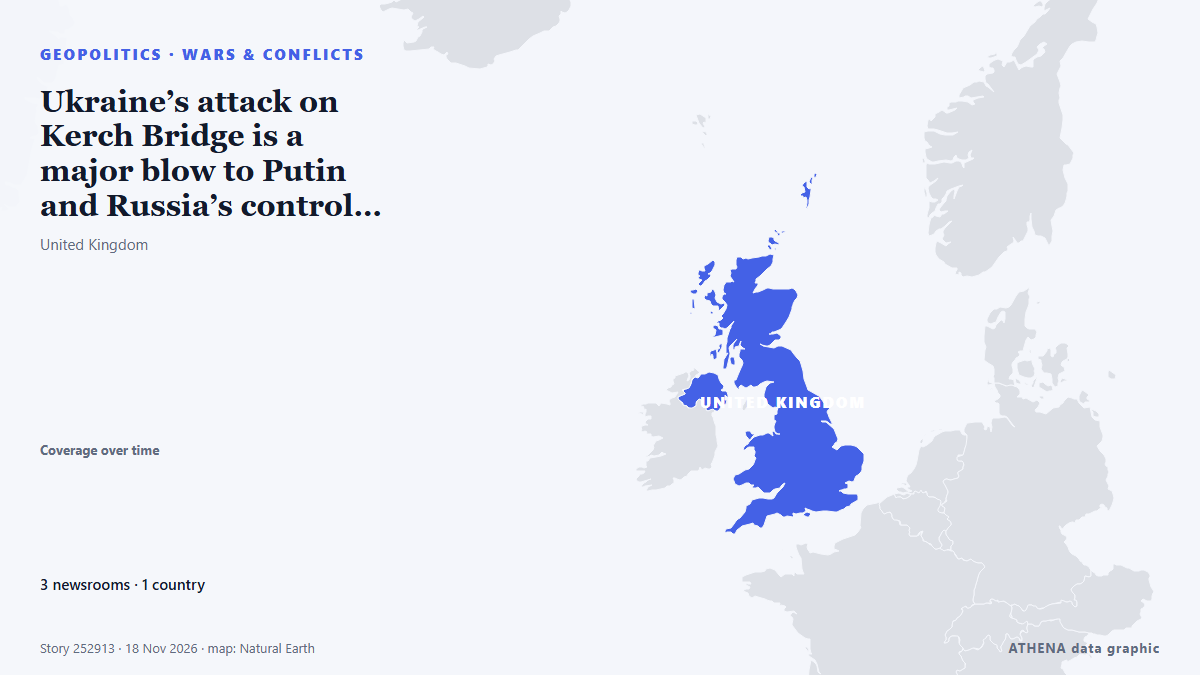 GEOPOLITICS · WARS & CONFLICTS
Ukraine’s attack on
Kerch Bridge is a
major blow to Putin
and Russia’s control…
United Kingdom
UNITED KINGDOM
Coverage over time
3 newsrooms · 1 country
Story 252913 · 18 Nov 2026 · map: Natural Earth
ATHENA data graphic